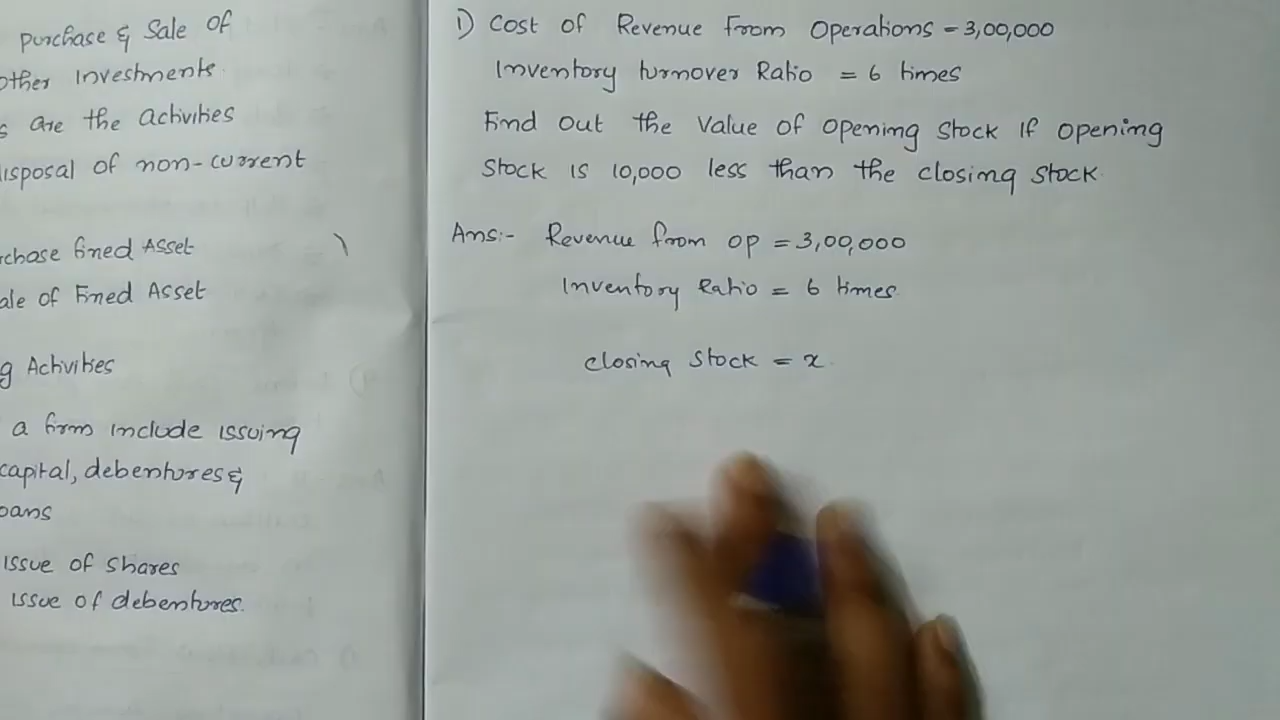 purchase & Sale of
other Investments.
s are the activities
disposal of non-current
rchase fined Asset
ale of Fined Asset
g Activities
a firm include issuing
capital, debentures &
oans
issue of shares
issue of debentures.
1) Cost of Revenue From Operations = 3,00,000
Inventory turnover Ratio = 6 times
Find out the value of opening stock if opening
stock is 10,000 less than the closing stock.
Ans:- Revenue from op = 3,00,000
Inventory Ratio = 6 times
closing stock = x.